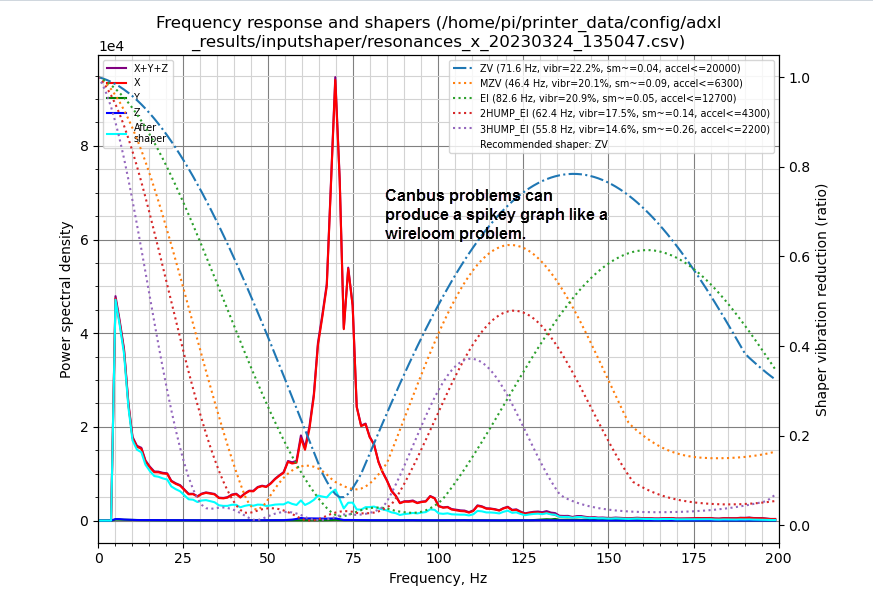 Frequency response and shapers (/home/pi/printer_data/config/adxl
_results/inputshaper/resonances_x_20230324_135047.csv)
1e4
X+Y+Z
X
Y
Z
After
shaper
ZV (71.6 Hz, vibr=22.2%, sm~=0.04, accel<=20000)
MZV (46.4 Hz, vibr=20.1%, sm~=0.09, accel<=6300)
EI (82.6 Hz, vibr=20.9%, sm~=0.05, accel<=12700)
2HUMP_EI (62.4 Hz, vibr=17.5%, sm~=0.14, accel<=4300)
3HUMP_EI (55.8 Hz, vibr=14.6%, sm~=0.26, accel<=2200)
Recommended shaper: ZV
Canbus problems can
produce a spikey graph like a
wireloom problem.
Power spectral density
8
6
4
2
0
1.0
0.8
0.6
0.4
0.2
0.0
Shaper vibration reduction (ratio)
0 25 50 75 100 125 150 175 200
Frequency, Hz